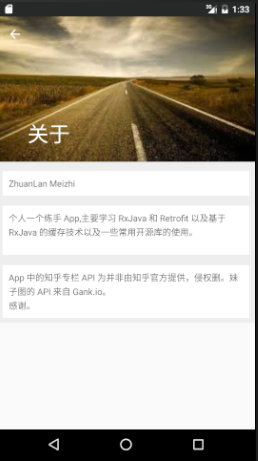 1:33
关于
ZhuanLan Meizhi
个人一个练手 App,主要学习 RxJava 和 Retrofit 以及基于
RxJava 的缓存技术以及一些常用开源库的使用。
App 中的知乎专栏 API 为并非由知乎官方提供，侵权删。妹
子图的 API 来自 Gank.io。
感谢。